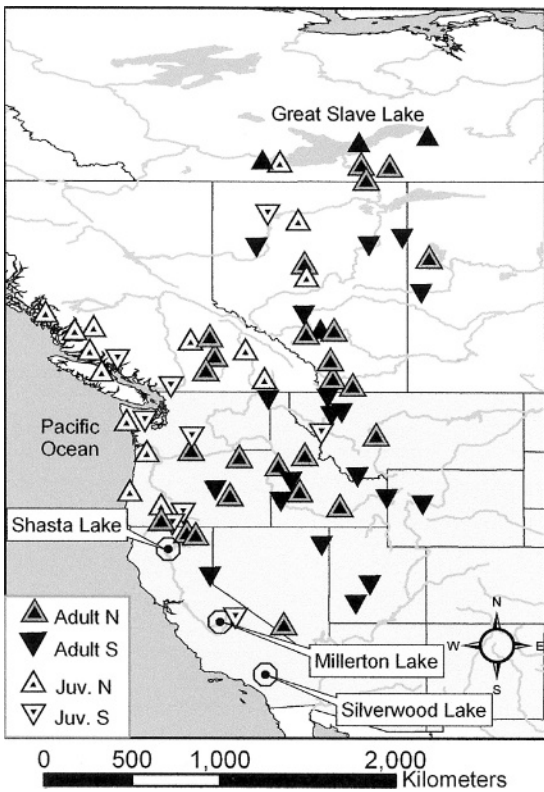 Great Slave Lake
Pacific
Ocean
Shasta Lake
Adult N
Adult S
Juv. N
Juv. S
N
W
E
S
Millerton Lake
Silverwood Lake
0 500 1,000 2,000
Kilometers